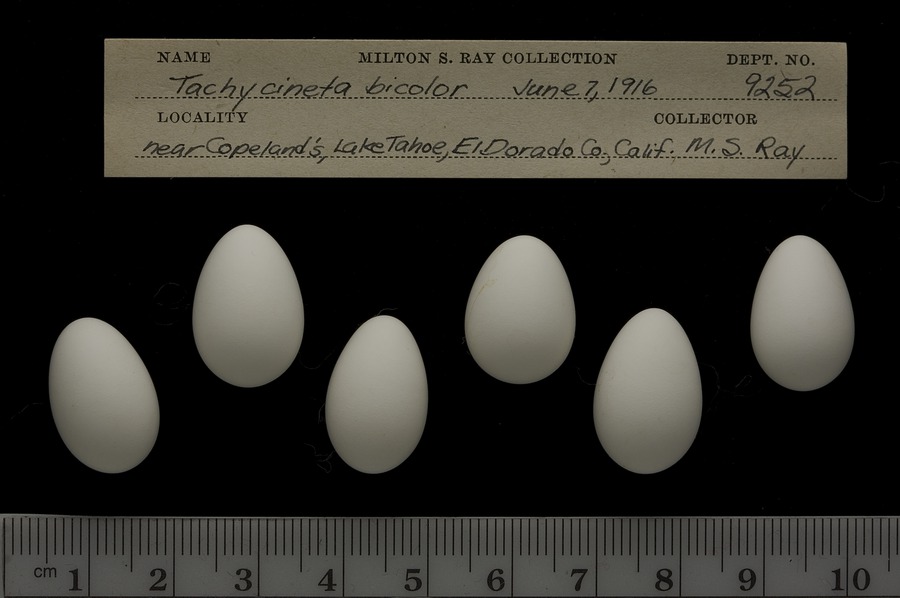 NAME MILTON S. RAY COLLECTION DEPT. NO.
Tachycineta bicolor June 7, 1916 9252
LOCALITY COLLECTOR
near Copeland's, Lake Tahoe, El Dorado Co., Calif. M. S. Ray
cm 1 2 3 4 5 6 7 8 9 10